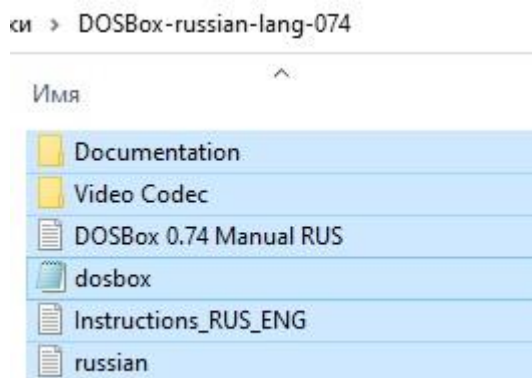 ки > DOSBox-russian-lang-074
Имя
Documentation
Video Codec
DOSBox 0.74 Manual RUS
dosbox
Instructions_RUS_ENG
russian